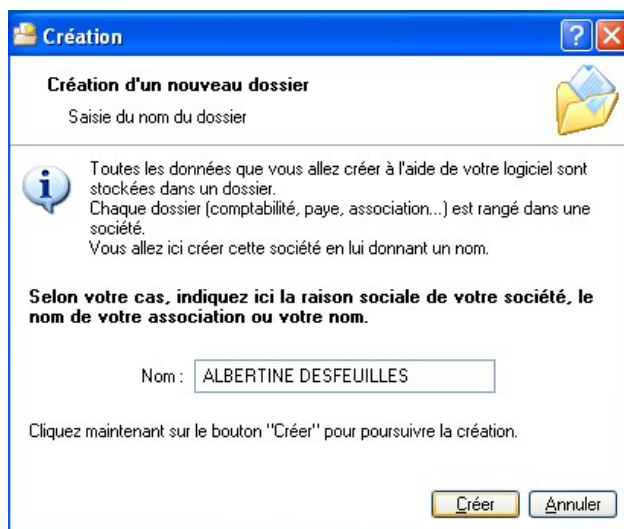 Création
Création d'un nouveau dossier
Saisie du nom du dossier
Toutes les données que vous allez créer à l'aide de votre logiciel sont
stockées dans un dossier.
Chaque dossier (comptabilité, paye, association...) est rangé dans une
société.
Vous allez ici créer cette société en lui donnant un nom.
Selon votre cas, indiquez ici la raison sociale de votre société, le
nom de votre association ou votre nom.
Nom : ALBERTINE DESFEUILLES
Cliquez maintenant sur le bouton "Créer" pour poursuivre la création.
Créer Annuler